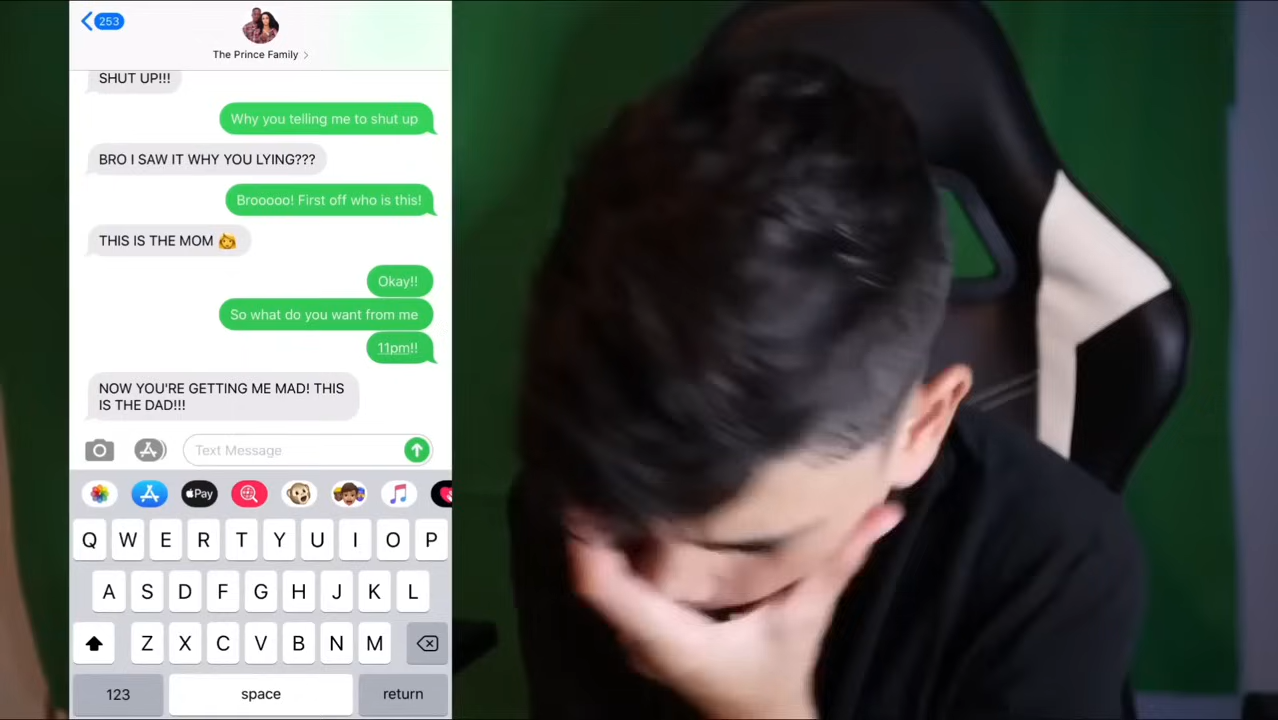 253
The Prince Family
SHUT UP!!!
Why you telling me to shut up
BRO I SAW IT WHY YOU LYING???
Brooooo! First off who is this!
THIS IS THE MOM 👩
Okay!!
So what do you want from me
11pm!!
NOW YOU'RE GETTING ME MAD! THIS
IS THE DAD!!!
Text Message
Pay
Q W E R T Y U I O P
A S D F G H J K L
Z X C V B N M
123 space return